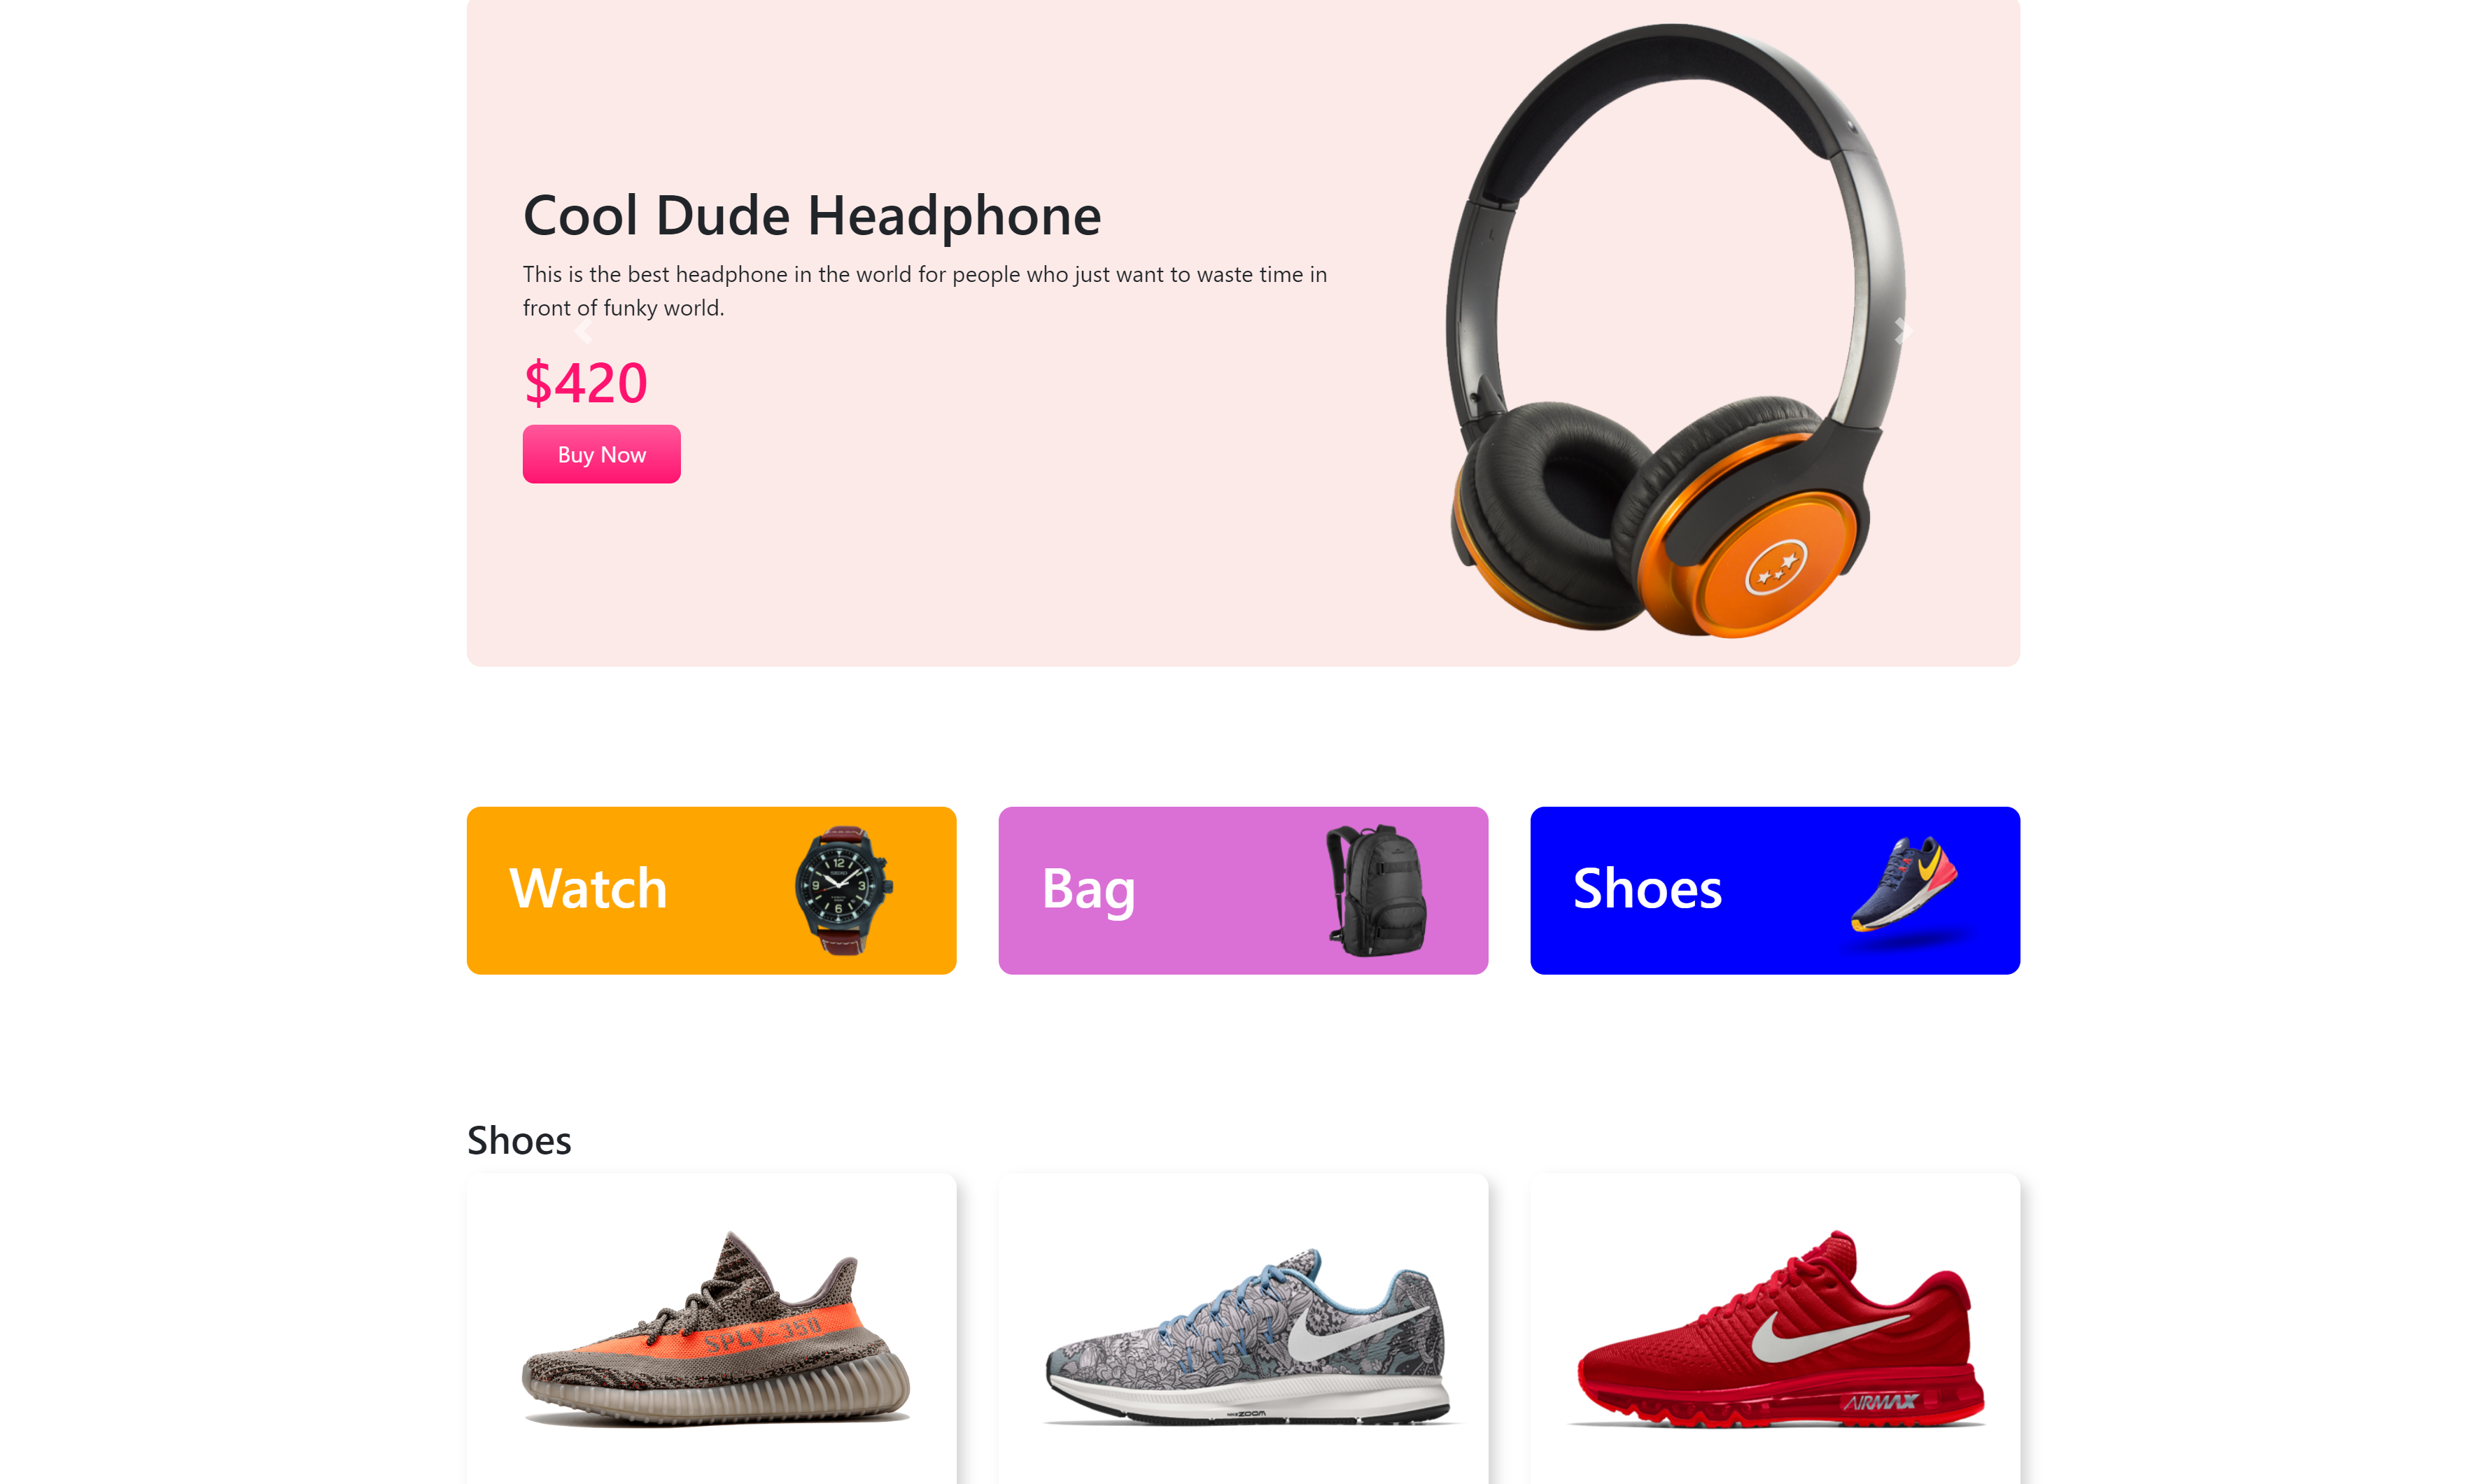 Cool Dude Headphone
This is the best headphone in the world for people who just want to waste time in
front of funky world.
$420
Buy Now
Watch
Bag
Shoes
Shoes
SPLY-350
ZOOM
AIRMAX